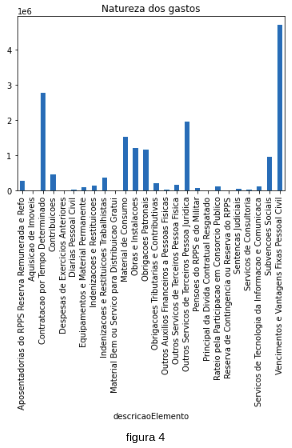 Natureza dos gastos
1e6
4
3
2
1
0
Aposentadorias do RPPS Reserva Remunerada e Refo
Aquisicao de Imoveis
Contratacao por Tempo Determinado
Contribuicoes
Despesas de Exercicios Anteriores
Diarias Pessoal Civil
Equipamentos e Material Permanente
Indenizacoes e Restituicoes
Indenizacoes e Restituicoes Trabalhistas
Material Bem ou Servico para Distribuicao Gratui
Material de Consumo
Obras e Instalacoes
Obrigacoes Patronais
Obrigacoes Tributarias e Contributivas
Outros Auxilios Financeiros a Pessoas Fisicas
Outros Servicos de Terceiros Pessoa Fisica
Outros Servicos de Terceiros Pessoa Juridica
Pensoes do RPPS e do Militar
Principal da Divida Contratual Resgatado
Rateio pela Participacao em Consorcio Publico
Reserva de Contingencia ou Reserva do RPPS
Sentencas Judiciais
Servicos de Consultoria
Servicos de Tecnologia da Informacao e Comunicaca
Subvencoes Sociais
Vencimentos e Vantagens Fixas Pessoal Civil
descricaoElemento
figura 4